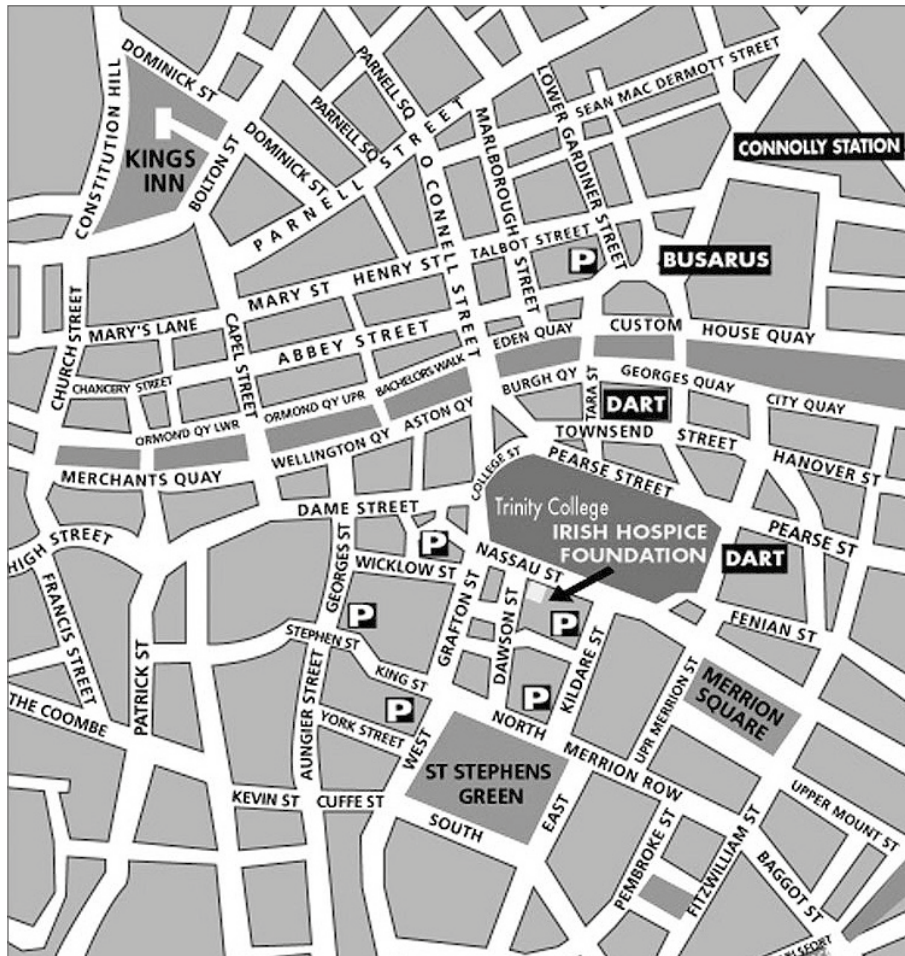 DOMINICK ST
CONSTITUTION HILL
KINGS
INN
BOLTON ST
DOMINICK ST
PARNELL SQ
PARNELL SQ
PARNELL STREET
O CONNELL STREET
MARLBOROUGH STREET
LOWER GARDINER STREET
SEAN MAC DERMOTT STREET
CONNOLLY STATION
TALBOT STREET
HENRY ST
MARY ST
MARY'S LANE
P
BUSARUS
CHURCH STREET
CAPEL STREET
ABBEY STREET
CHANCERY STREET
EDEN QUAY
CUSTOM HOUSE QUAY
BACHELORS WALK
ORMOND QY UPR
ORMOND QY LWR
BURGH QY
TARA ST
GEORGES QUAY
CITY QUAY
DART
ASTON QY
WELLINGTON QY
MERCHANTS QUAY
TOWNSEND STREET
HANOVER ST
COLLEGE ST
PEARSE STREET
PEARSE ST
DAME STREET
HIGH STREET
Trinity College
IRISH HOSPICE
FOUNDATION
DART
P
NASSAU ST
WICKLOW ST
GEORGES ST
FRANCIS STREET
PATRICK ST
GRAFTON ST
DAWSON ST
P
P
KILDARE ST
FENIAN ST
STEPHEN ST
KING ST
UPR MERRION ST
MERRION
SQUARE
THE COOMBE
AUNGIER STREET
YORK STREET
P
P
WEST
NORTH
MERRION ROW
ST STEPHENS
GREEN
KEVIN ST
CUFFE ST
SOUTH
EAST
PEMBROKE ST
FITZWILLIAM ST
UPPER MOUNT ST
BAGGOT ST